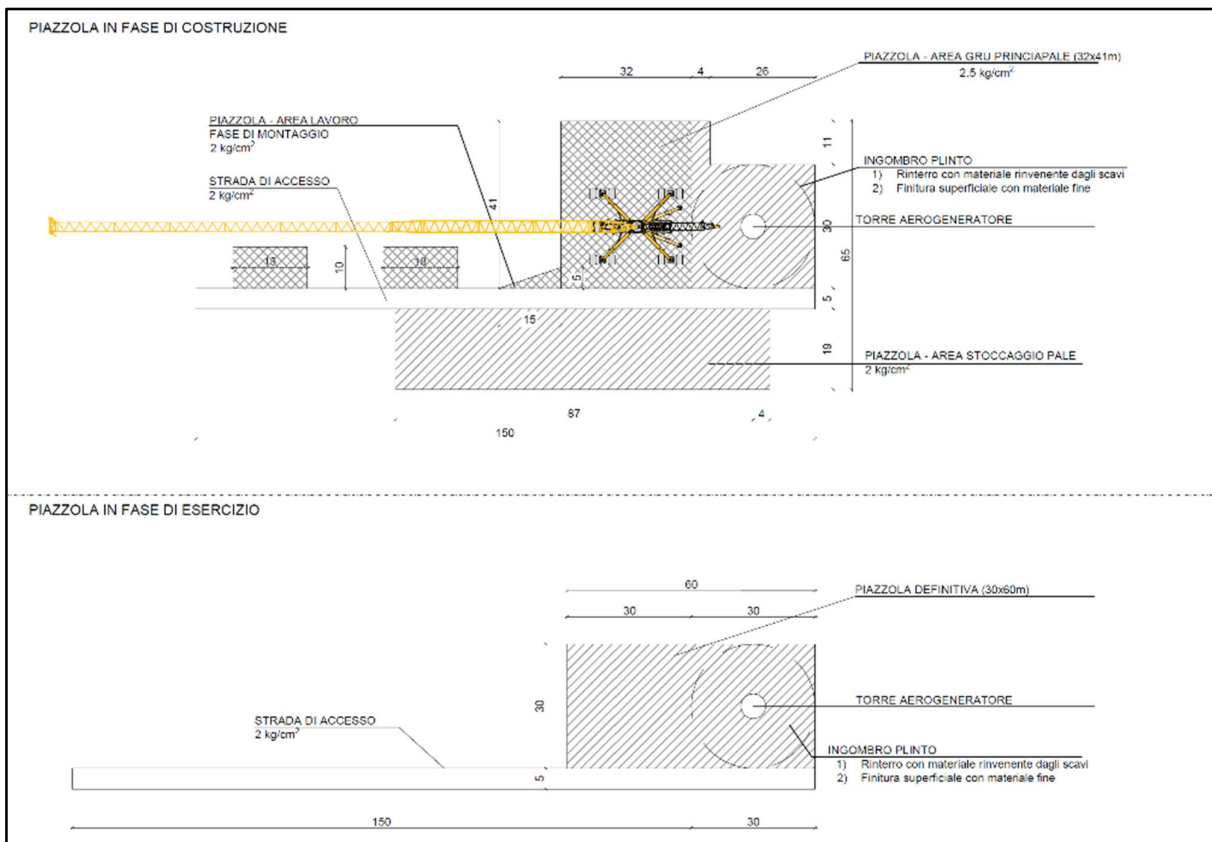 PIAZZOLA IN FASE DI COSTRUZIONE
32
4
26
PIAZZOLA - AREA GRU PRINCIAPALE (32x41m)
2.5 kg/cm²
PIAZZOLA - AREA LAVORO
FASE DI MONTAGGIO
2 kg/cm²
STRADA DI ACCESSO
2 kg/cm²
41
11
INGOMBRO PLINTO
1) Rinterro con materiale rinvenente dagli scavi
2) Finitura superficiale con materiale fine
TORRE AEROGENERATORE
30
65
10
5
5
15
19
PIAZZOLA - AREA STOCCAGGIO PALE
2 kg/cm²
87
4
150
PIAZZOLA IN FASE DI ESERCIZIO
60
30
30
PIAZZOLA DEFINITIVA (30x60m)
30
STRADA DI ACCESSO
2 kg/cm²
TORRE AEROGENERATORE
INGOMBRO PLINTO
1) Rinterro con materiale rinvenente dagli scavi
2) Finitura superficiale con materiale fine
5
150
30